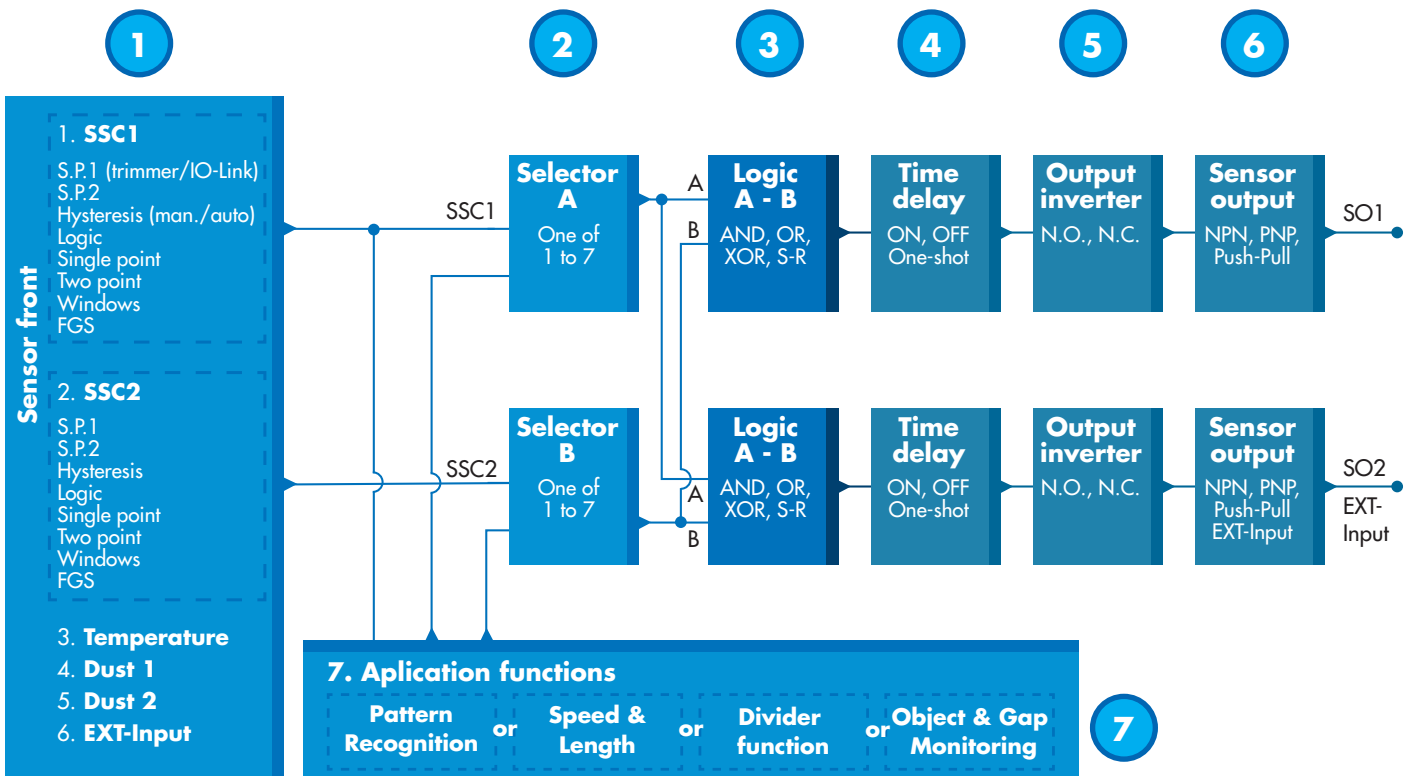 1
2
3
4
5
6
Sensor front
1. SSC1
S.P.1 (trimmer/IO-Link)
S.P.2
Hysteresis (man./auto)
Logic
Single point
Two point
Windows
FGS
2. SSC2
S.P.1
S.P.2
Hysteresis
Logic
Single point
Two point
Windows
FGS
3. Temperature
4. Dust 1
5. Dust 2
6. EXT-Input
SSC1
Selector
A
One of
1 to 7
A
B
Logic
A - B
AND, OR,
XOR, S-R
Time
delay
ON, OFF
One-shot
Output
inverter
N.O., N.C.
Sensor
output
NPN, PNP,
Push-Pull
SO1
SSC2
Selector
B
One of
1 to 7
A
B
Logic
A - B
AND, OR,
XOR, S-R
Time
delay
ON, OFF
One-shot
Output
inverter
N.O., N.C.
Sensor
output
NPN, PNP,
Push-Pull
EXT-Input
SO2
EXT-
Input
7. Aplication functions
Pattern
Recognition
or
Speed &
Length
or
Divider
function
or
Object & Gap
Monitoring
7